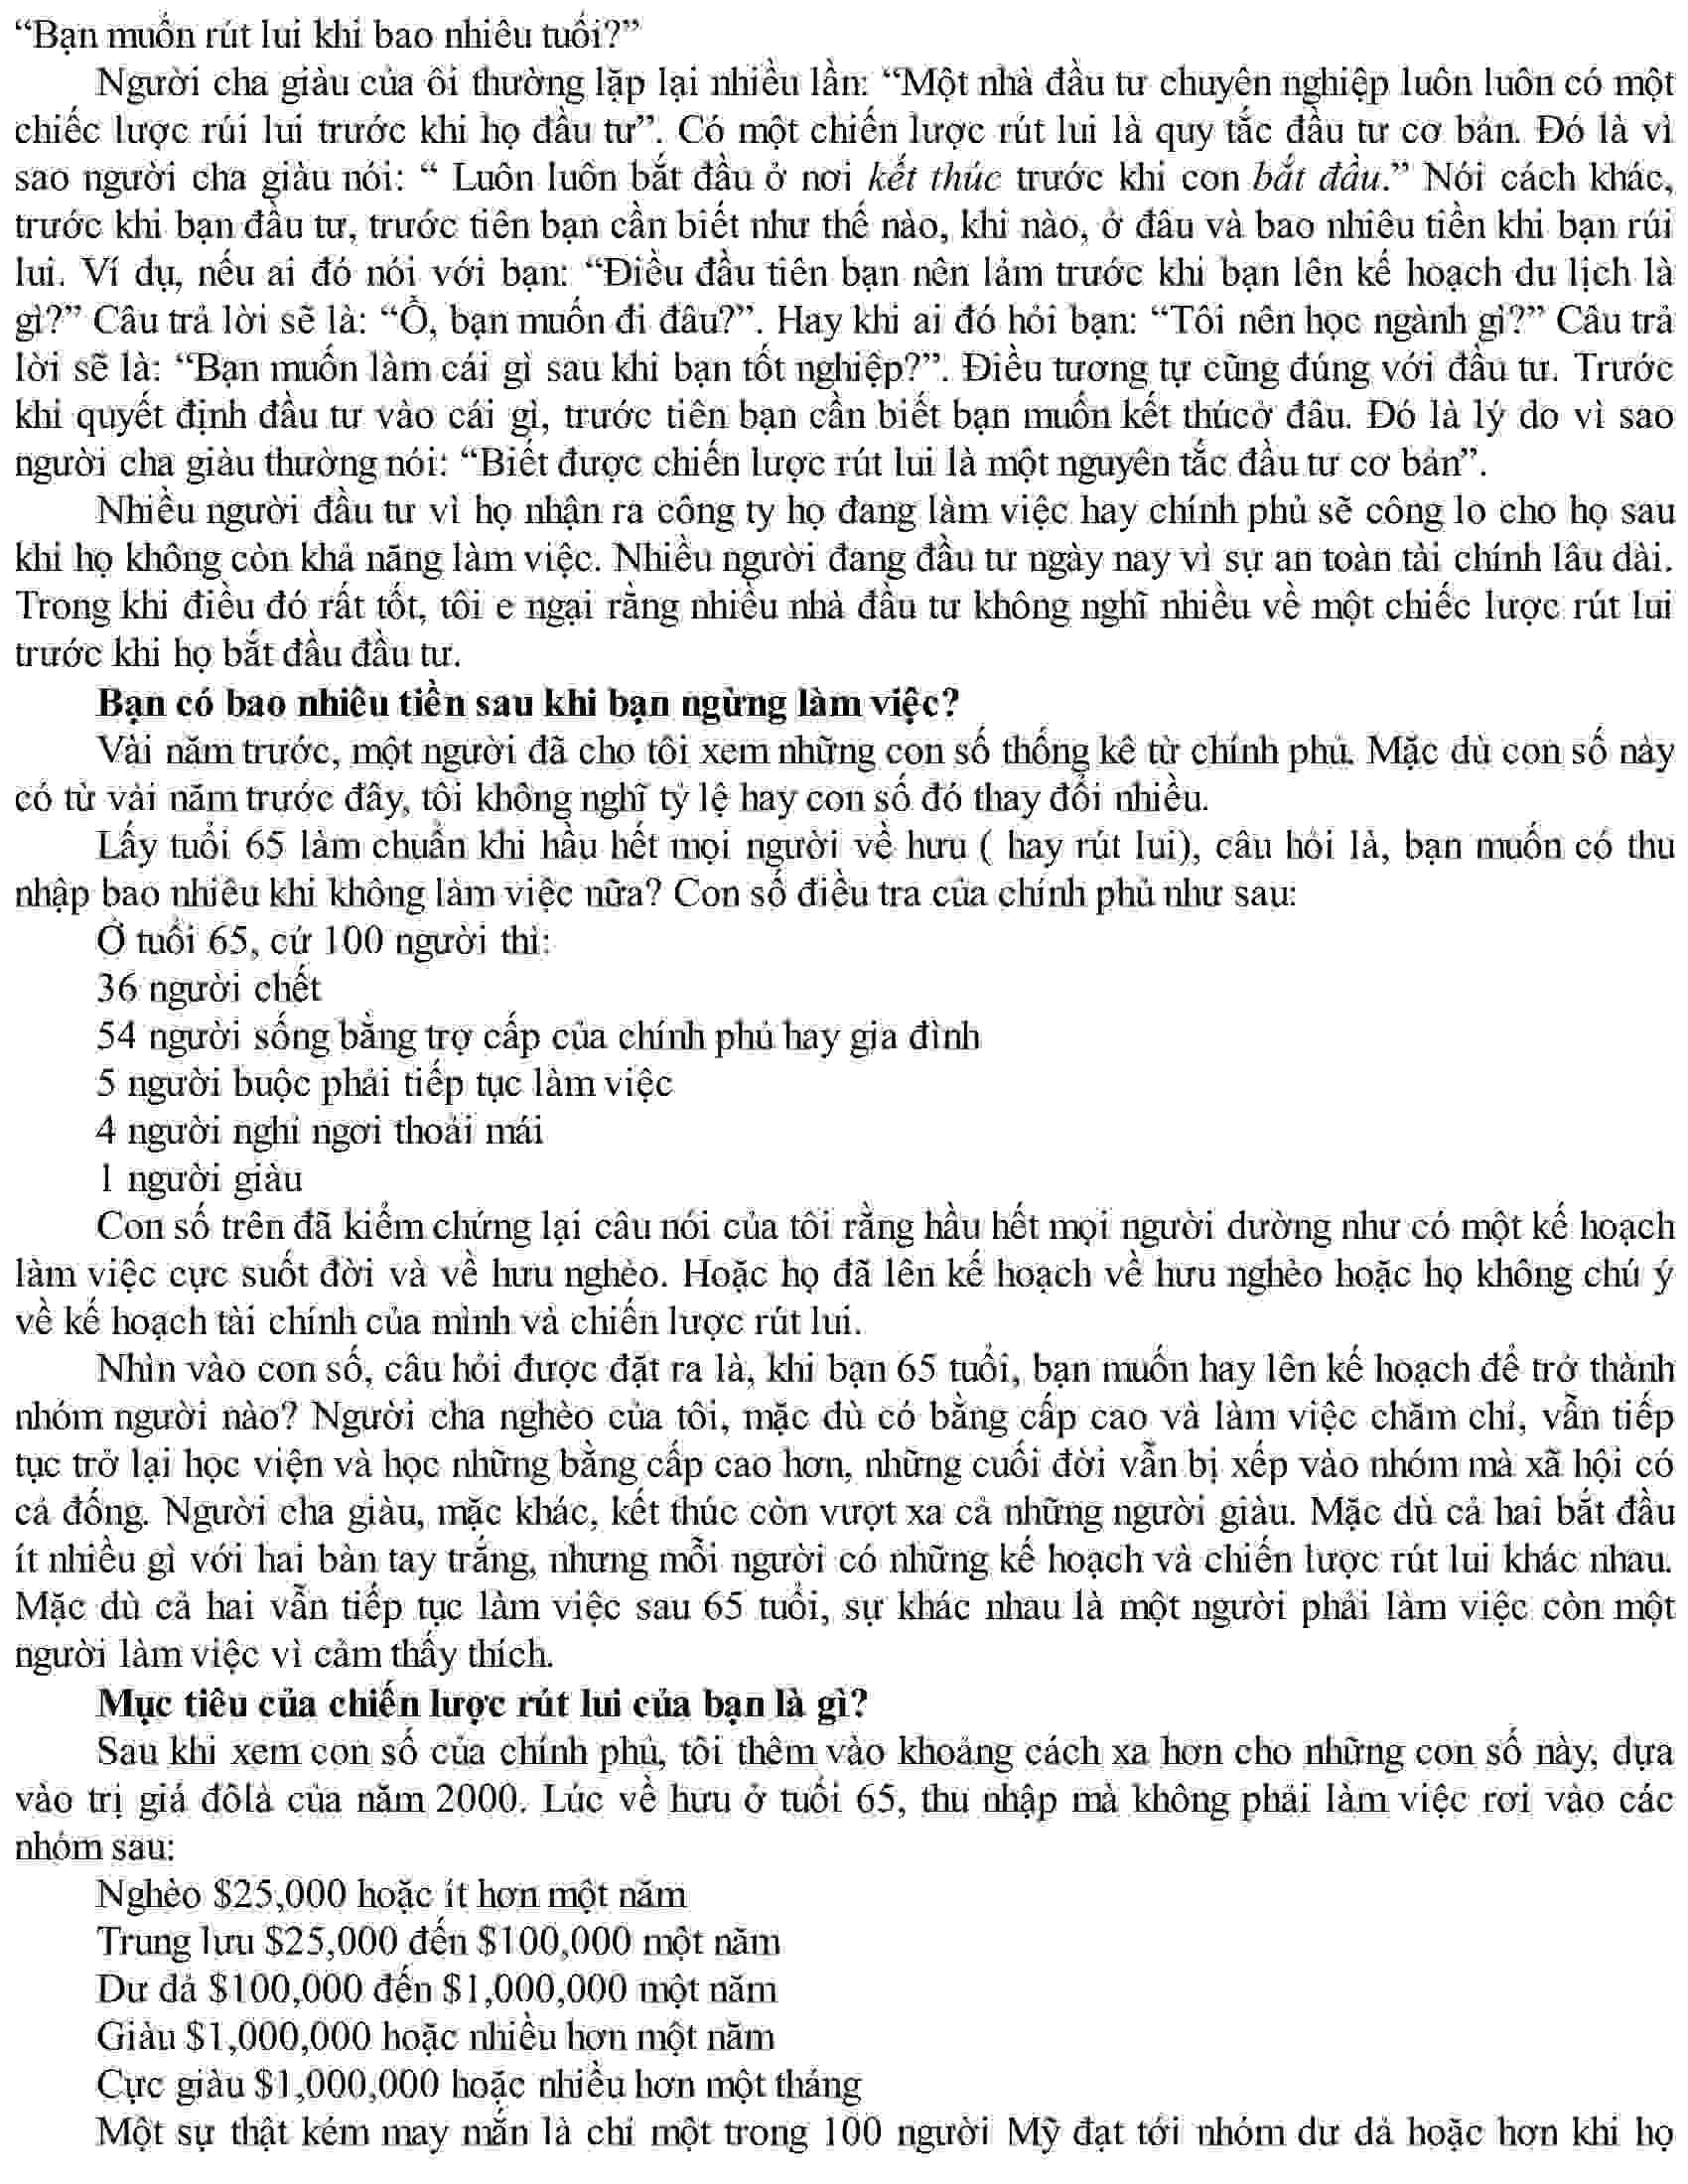 “Bạn muốn rút lui khi bao nhiêu tuổi?”
Người cha giàu của ôi thường lặp lại nhiều lần: “Một nhà đầu tư chuyên nghiệp luôn luôn có một
chiếc lược rúi lui trước khi họ đầu tư”. Có một chiến lược rút lui là quy tắc đầu tư cơ bản. Đó là vì
sao người cha giàu nói: “ Luôn luôn bắt đầu ở nơi kết thúc trước khi con bắt đầu.” Nói cách khác,
trước khi bạn đầu tư, trước tiên bạn cần biết như thế nào, khi nào, ở đâu và bao nhiêu tiền khi bạn rúi
lui. Ví dụ, nếu ai đó nói với bạn: “Điều đầu tiên bạn nên lảm trước khi bạn lên kế hoạch du lịch là
gì?” Câu trả lời sẽ là: “Ồ, bạn muốn đi đâu?”. Hay khi ai đó hỏi bạn: “Tôi nên học ngành gì?” Câu trả
lời sẽ là: “Bạn muốn làm cái gì sau khi bạn tốt nghiệp?”. Điều tương tự cũng đúng với đầu tư. Trước
khi quyết định đầu tư vào cái gì, trước tiên bạn cần biết bạn muốn kết thúcở đâu. Đó là lý do vì sao
người cha giàu thường nói: “Biết được chiến lược rút lui là một nguyên tắc đầu tư cơ bản”.
Nhiều người đầu tư vì họ nhận ra công ty họ đang làm việc hay chính phủ sẽ công lo cho họ sau
khi họ không còn khả năng làm việc. Nhiều người đang đầu tư ngày nay vì sự an toàn tài chính lâu dài.
Trong khi điều đó rất tốt, tôi e ngại rằng nhiều nhà đầu tư không nghĩ nhiều về một chiếc lược rút lui
trước khi họ bắt đầu đầu tư.
Bạn có bao nhiêu tiền sau khi bạn ngừng làm việc?
Vài năm trước, một người đã cho tôi xem những con số thống kê từ chính phủ. Mặc dù con số này
có từ vài năm trước đây, tôi không nghĩ tỷ lệ hay con số đó thay đổi nhiều.
Lấy tuổi 65 làm chuẩn khi hầu hết mọi người về hưu ( hay rút lui), câu hỏi là, bạn muốn có thu
nhập bao nhiêu khi không làm việc nữa? Con số điều tra của chính phủ như sau:
Ở tuổi 65, cứ 100 người thì:
36 người chết
54 người sống bằng trợ cấp của chính phủ hay gia đình
5 người buộc phải tiếp tục làm việc
4 người nghỉ ngơi thoải mái
1 người giàu
Con số trên đã kiểm chứng lại câu nói của tôi rằng hầu hết mọi người dường như có một kế hoạch
làm việc cực suốt đời và về hưu nghèo. Hoặc họ đã lên kế hoạch về hưu nghèo hoặc họ không chú ý
về kế hoạch tài chính của mình và chiến lược rút lui.
Nhìn vào con số, câu hỏi được đặt ra là, khi bạn 65 tuổi, bạn muốn hay lên kế hoạch để trở thành
nhóm người nào? Người cha nghèo của tôi, mặc dù có bằng cấp cao và làm việc chăm chỉ, vẫn tiếp
tục trở lại học viện và học những bằng cấp cao hơn, những cuối đời vẫn bị xếp vào nhóm mà xã hội có
cả đống. Người cha giàu, mặc khác, kết thúc còn vượt xa cả những người giàu. Mặc dù cả hai bắt đầu
ít nhiều gì với hai bàn tay trắng, nhưng mỗi người có những kế hoạch và chiến lược rút lui khác nhau.
Mặc dù cả hai vẫn tiếp tục làm việc sau 65 tuổi, sự khác nhau là một người phải làm việc còn một
người làm việc vì cảm thấy thích.
Mục tiêu của chiến lược rút lui của bạn là gì?
Sau khi xem con số của chính phủ, tôi thêm vào khoảng cách xa hơn cho những con số này, dựa
vào trị giá đôlà của năm 2000. Lúc về hưu ở tuổi 65, thu nhập mà không phải làm việc rơi vào các
nhóm sau:
Nghèo $25,000 hoặc ít hơn một năm
Trung lưu $25,000 đến $100,000 một năm
Dư dả $100,000 đến $1,000,000 một năm
Giàu $1,000,000 hoặc nhiều hơn một năm
Cực giàu $1,000,000 hoặc nhiều hơn một tháng
Một sự thật kém may mắn là chỉ một trong 100 người Mỹ đạt tới nhóm dư dả hoặc hơn khi họ